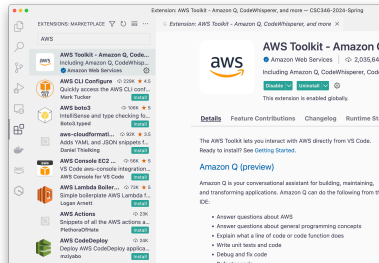 Extension: AWS Toolkit - Amazon Q, CodeWhisperer, and more — CSC346-2024-Spring
EXTENSIONS: MARKETPLACE
AWS
AWS Toolkit - Amazon Q, Code...
Including Amazon Q, CodeWhisp...
Amazon Web Services
AWS CLI Configure 229K 4.5
Quickly access the AWS CLI conf...
Mark Tucker Install
AWS boto3 106K 5
IntelliSense and type checking fo...
Boto3.typed Install
aws-cloudformati... 92K 3.5
Adds YAML and JSON snippets f...
Daniel Thielking Install
AWS Console EC2 ... 56K 5
VS Code aws-console integration...
AWS Console for VS Code Install
AWS Lambda Boiler... 72K 5
Simple boilerplate AWS Lambda f...
Logan Arnett Install
AWS Actions 23K
Snippets of all the AWS actions a...
PlethoraOfHate Install
AWS CodeDeploy 24K
Deploy AWS CodeDeploy applica...
mziyabo Install
Extension: AWS Toolkit - Amazon Q, CodeWhisperer, and more
aws
AWS Toolkit - Amazon Q
Amazon Web Services 2,035,64
Including Amazon Q, CodeWhisperer, Cod
Disable Uninstall
This extension is enabled globally.
Details Feature Contributions Changelog Runtime St
The AWS Toolkit lets you interact with AWS directly from VS Code.
Ready to install? See Getting Started.
Amazon Q (preview)
Amazon Q is your conversational assistant for building, maintaining,
and transforming applications. Amazon Q can do the following from th
IDE:
• Answer questions about AWS
• Answer questions about general programming concepts
• Explain what a line of code or code function does
• Write unit tests and code
• Debug and fix code